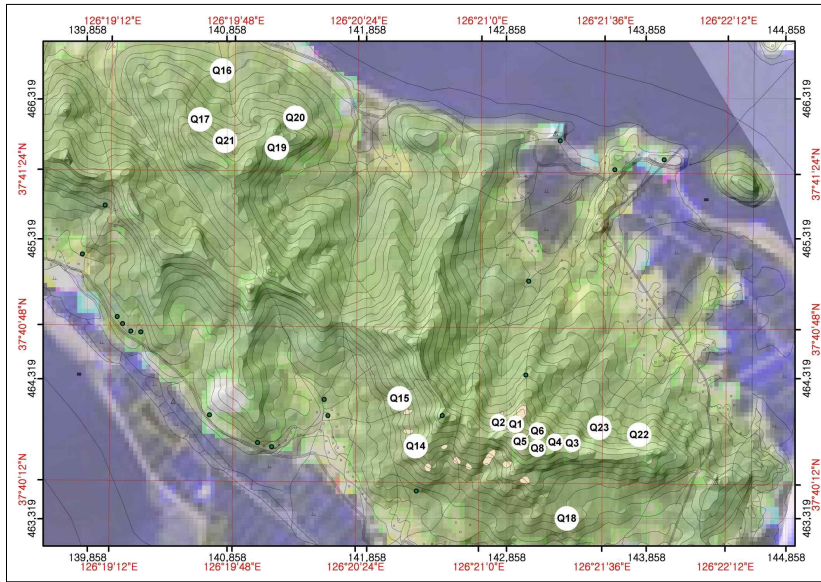 126°19'12"E 126°19'48"E 126°20'24"E 126°21'0"E 126°21'36"E 126°22'12"E
139,858 140,858 141,858 142,858 143,858 144,858
466,319 466,319
Q16
Q17 Q20
Q21 Q19
37°41'24"N 37°41'24"N
465,319 465,319
37°40'48"N 37°40'48"N
464,319 464,319
Q15
Q2 Q1 Q6 Q23 Q22
Q14 Q5 Q8 Q4 Q3
37°40'12"N 37°40'12"N
463,319 463,319
Q18
139,858 140,858 141,858 142,858 143,858 144,858
126°19'12"E 126°19'48"E 126°20'24"E 126°21'0"E 126°21'36"E 126°22'12"E